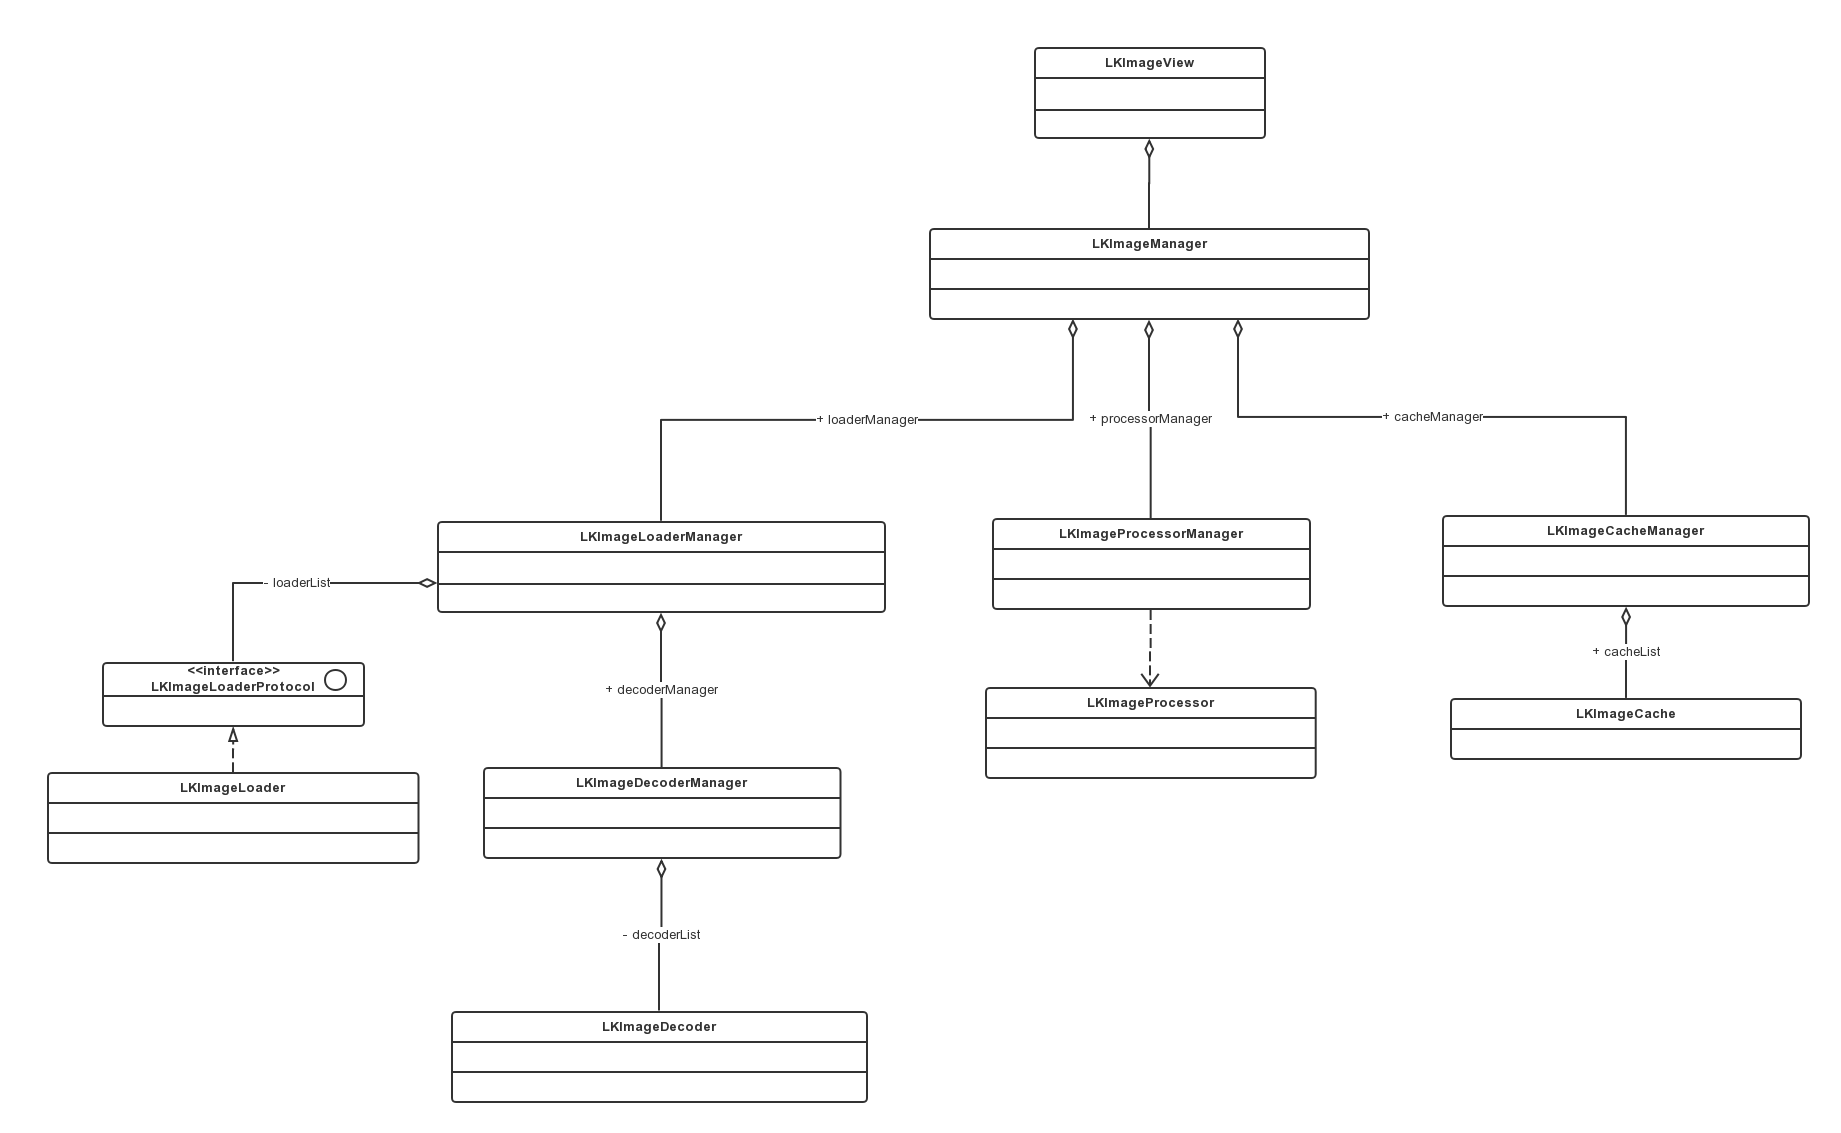 LKImageView
LKImageManager
+ loaderManager
+ processorManager
+ cacheManager
LKImageLoaderManager
LKImageProcessorManager
LKImageCacheManager
- loaderList
+ cacheList
<<interface>>
LKImageLoaderProtocol
+ decoderManager
LKImageProcessor
LKImageCache
LKImageLoader
LKImageDecoderManager
- decoderList
LKImageDecoder